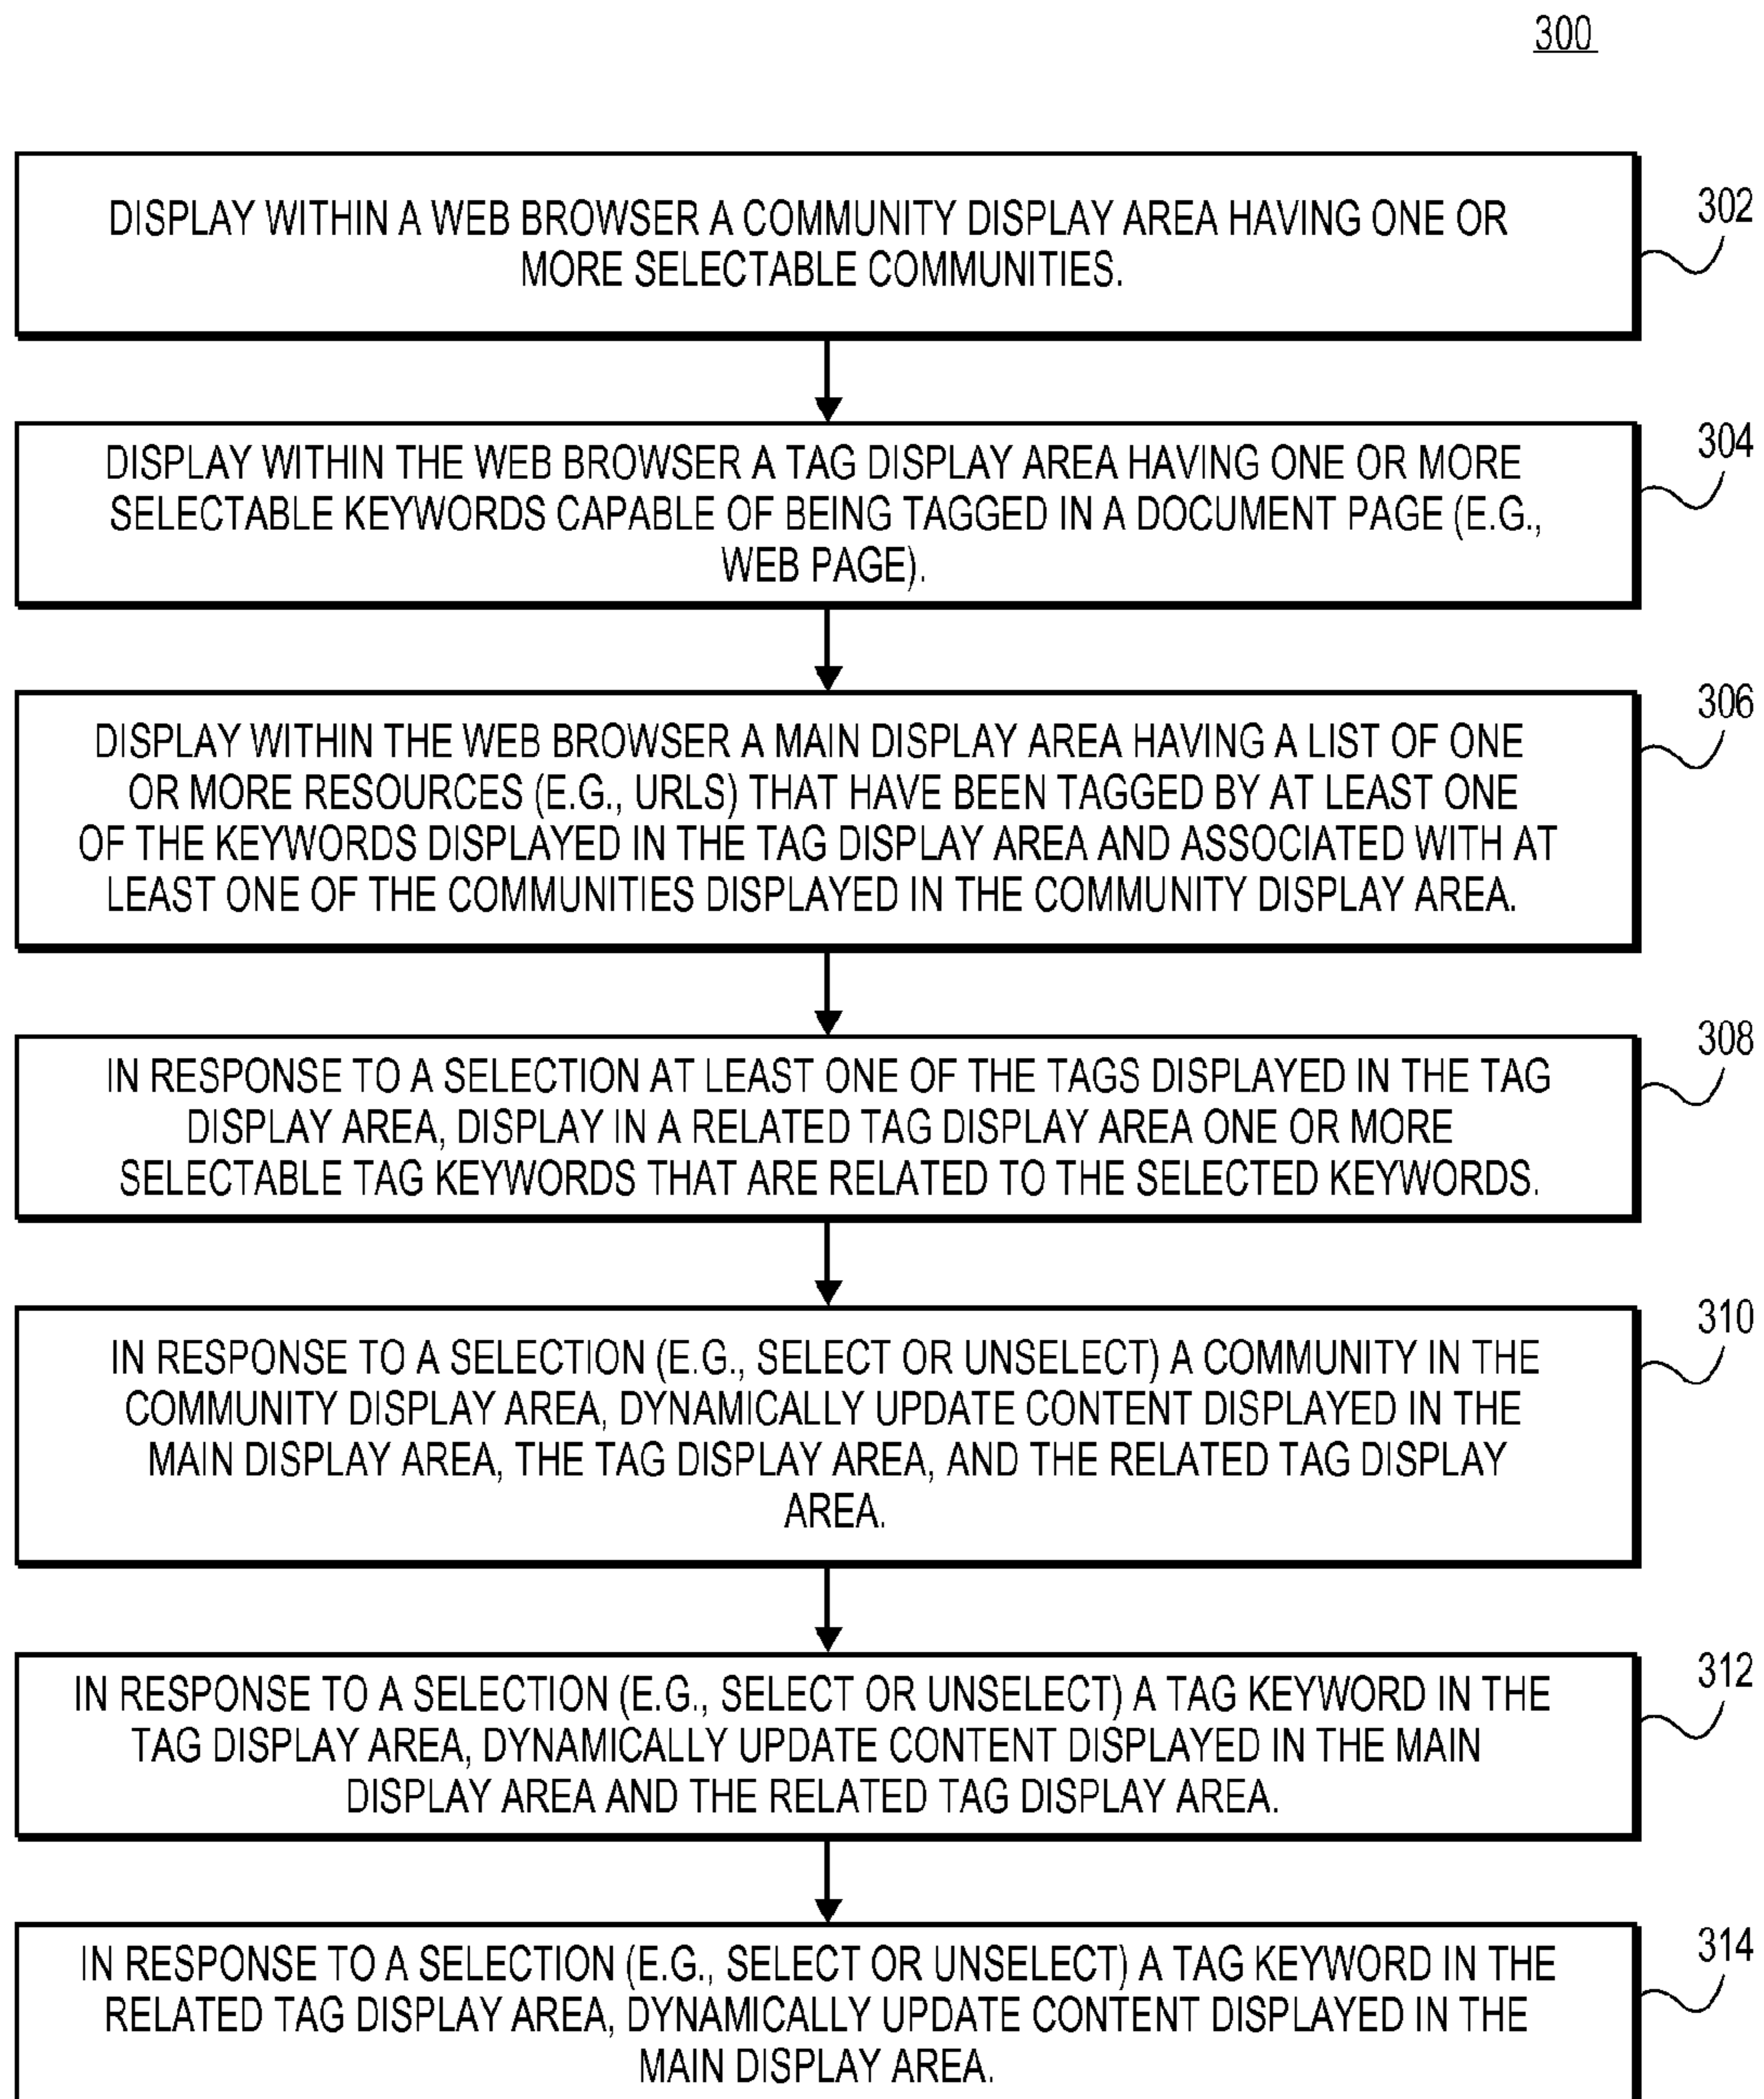 300
DISPLAY WITHIN A WEB BROWSER A COMMUNITY DISPLAY AREA HAVING ONE OR
MORE SELECTABLE COMMUNITIES.
302
DISPLAY WITHIN THE WEB BROWSER A TAG DISPLAY AREA HAVING ONE OR MORE
SELECTABLE KEYWORDS CAPABLE OF BEING TAGGED IN A DOCUMENT PAGE (E.G.,
WEB PAGE).
304
DISPLAY WITHIN THE WEB BROWSER A MAIN DISPLAY AREA HAVING A LIST OF ONE
OR MORE RESOURCES (E.G., URLS) THAT HAVE BEEN TAGGED BY AT LEAST ONE
OF THE KEYWORDS DISPLAYED IN THE TAG DISPLAY AREA AND ASSOCIATED WITH AT
LEAST ONE OF THE COMMUNITIES DISPLAYED IN THE COMMUNITY DISPLAY AREA.
306
IN RESPONSE TO A SELECTION AT LEAST ONE OF THE TAGS DISPLAYED IN THE TAG
DISPLAY AREA, DISPLAY IN A RELATED TAG DISPLAY AREA ONE OR MORE
SELECTABLE TAG KEYWORDS THAT ARE RELATED TO THE SELECTED KEYWORDS.
308
IN RESPONSE TO A SELECTION (E.G., SELECT OR UNSELECT) A COMMUNITY IN THE
COMMUNITY DISPLAY AREA, DYNAMICALLY UPDATE CONTENT DISPLAYED IN THE
MAIN DISPLAY AREA, THE TAG DISPLAY AREA, AND THE RELATED TAG DISPLAY
AREA.
310
IN RESPONSE TO A SELECTION (E.G., SELECT OR UNSELECT) A TAG KEYWORD IN THE
TAG DISPLAY AREA, DYNAMICALLY UPDATE CONTENT DISPLAYED IN THE MAIN
DISPLAY AREA AND THE RELATED TAG DISPLAY AREA.
312
IN RESPONSE TO A SELECTION (E.G., SELECT OR UNSELECT) A TAG KEYWORD IN THE
RELATED TAG DISPLAY AREA, DYNAMICALLY UPDATE CONTENT DISPLAYED IN THE
MAIN DISPLAY AREA.
314